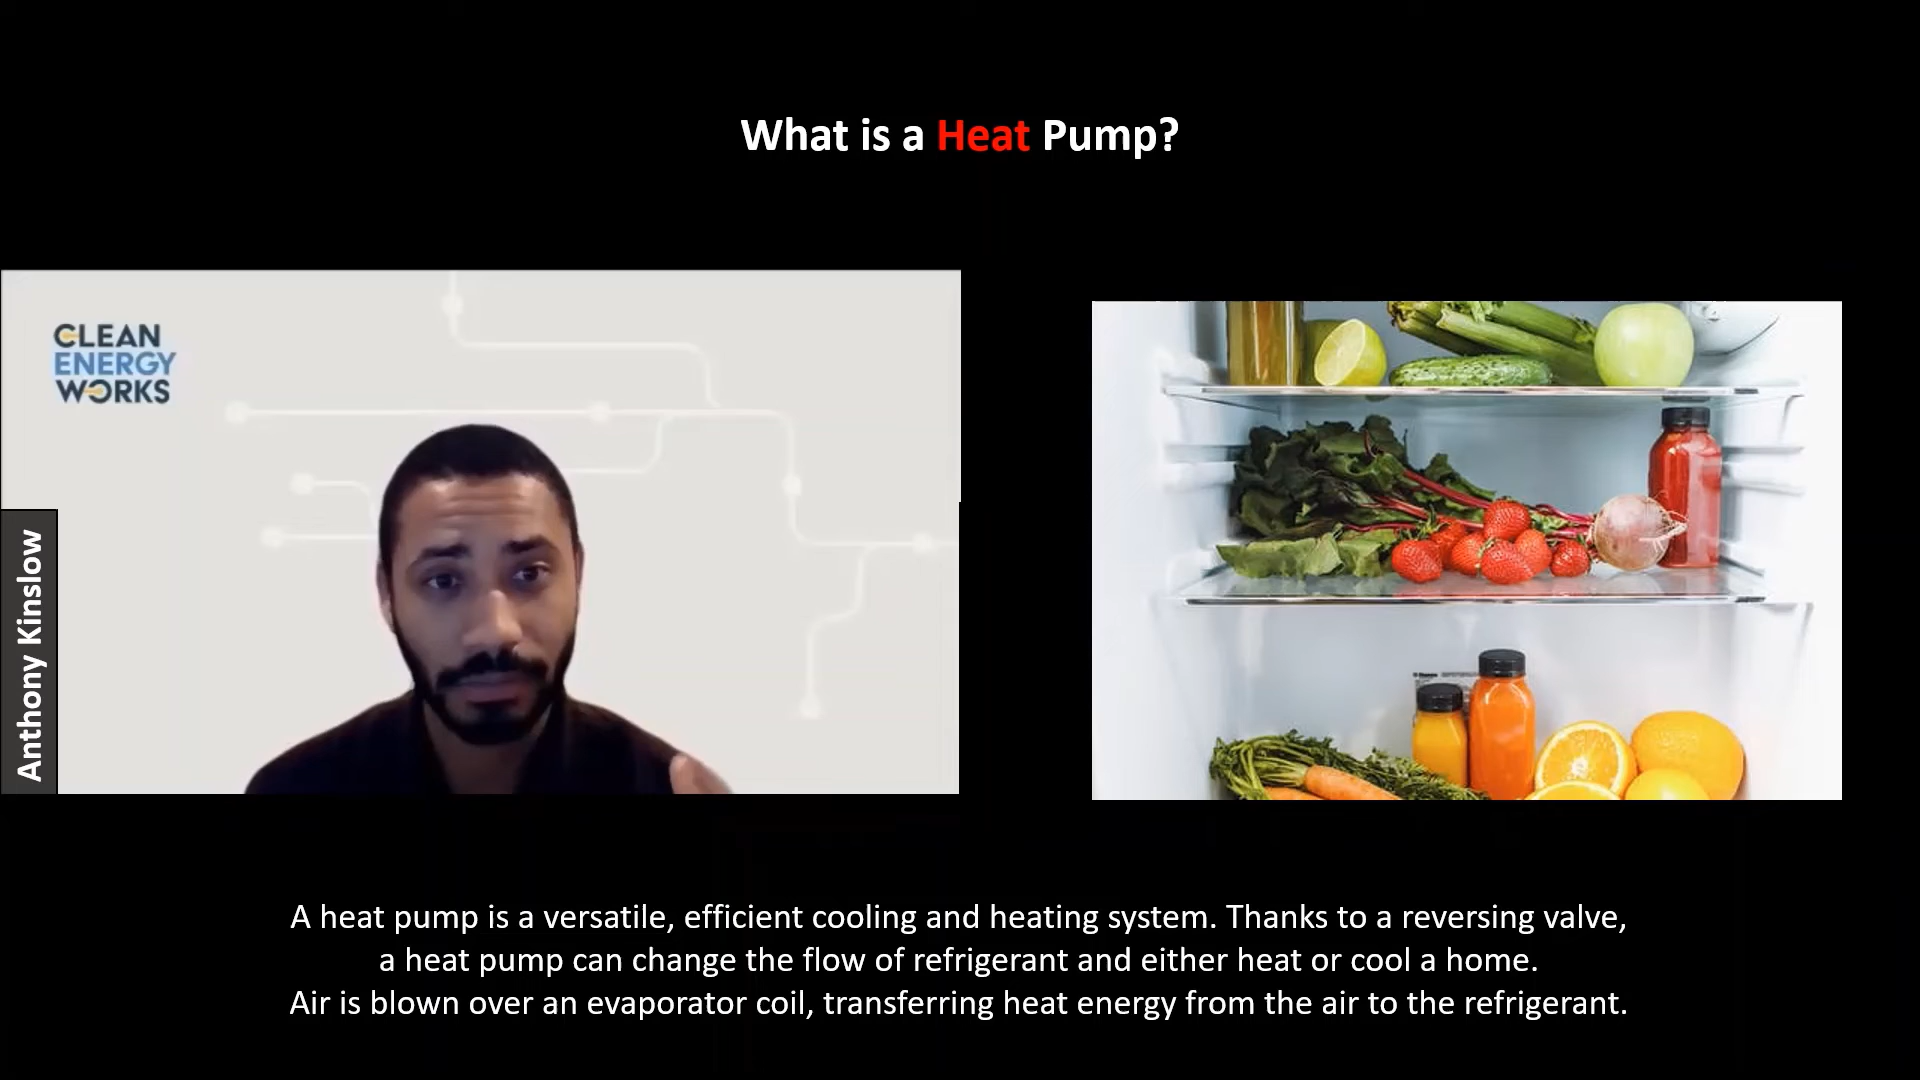 What is a Heat Pump?
CLEAN
ENERGY
WORKS
Anthony Kinslow
A heat pump is a versatile, efficient cooling and heating system. Thanks to a reversing valve,
a heat pump can change the flow of refrigerant and either heat or cool a home.
Air is blown over an evaporator coil, transferring heat energy from the air to the refrigerant.